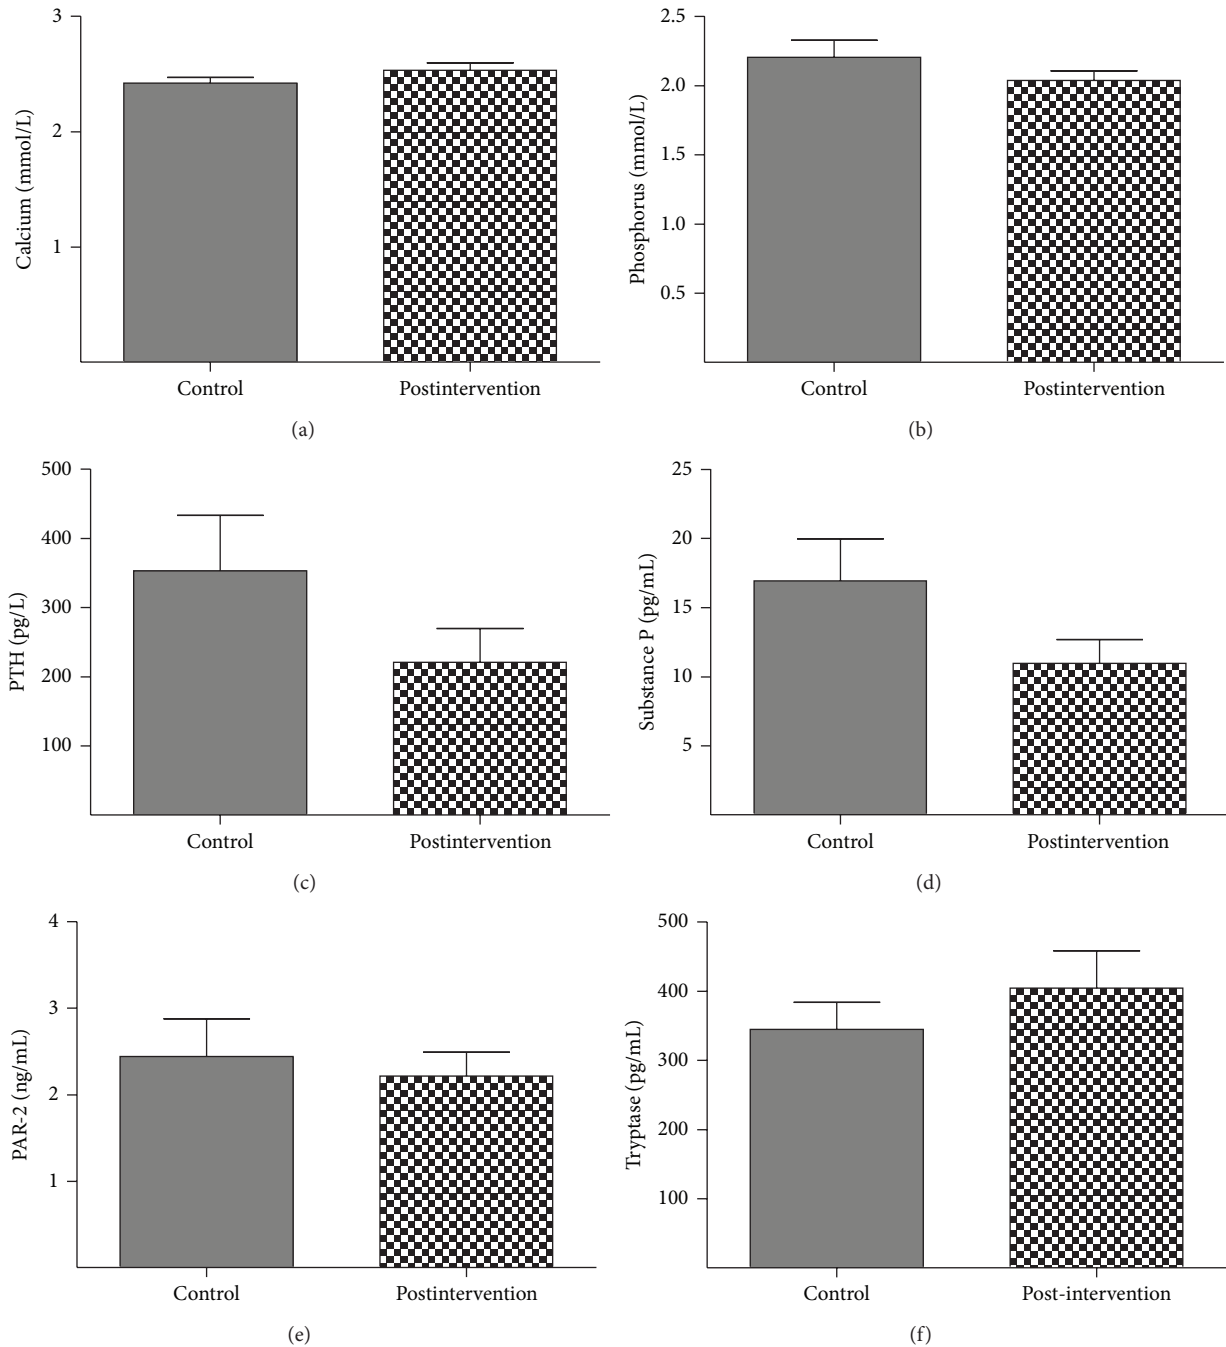 3
2
1
Calcium (mmol/L)
Control
Postintervention
(a)
2.5
2.0
1.5
1.0
0.5
Phosphorus (mmol/L)
Control
Postintervention
(b)
500
400
300
200
100
PTH (pg/L)
Control
Postintervention
(c)
25
20
15
10
5
Substance P (pg/mL)
Control
Postintervention
(d)
4
3
2
1
PAR-2 (ng/mL)
Control
Postintervention
(e)
500
400
300
200
100
Tryptase (pg/mL)
Control
Post-intervention
(f)